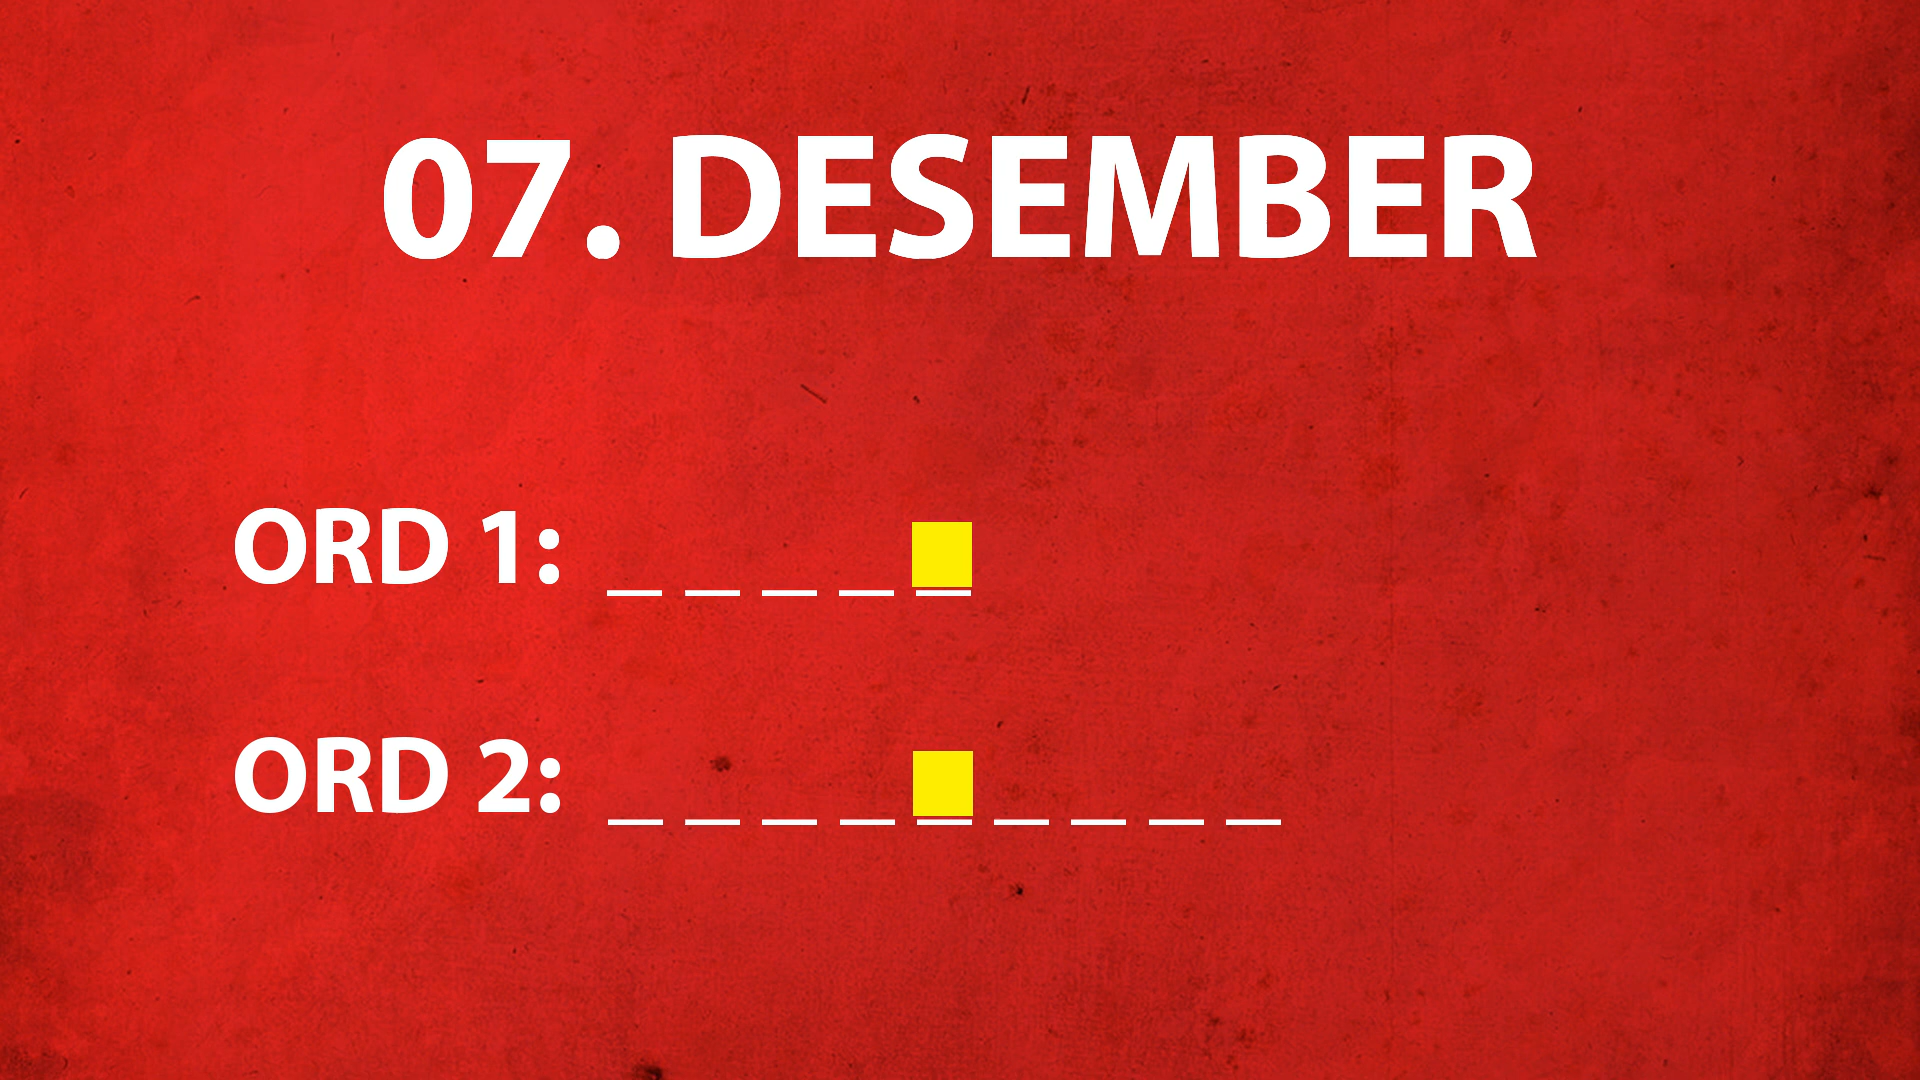 07. DESEMBER
ORD 1: _ _ _ _ _
ORD 2: _ _ _ _ _ _ _ _ _